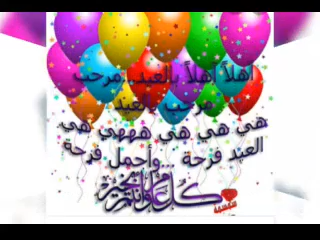 أهلاً أهلاً بالعيد, مرحب
مرحب بالعيد
هي هي هي هههي هي
العيد فرحة ...وأجمل فرحة
كل عام وانتم بخير